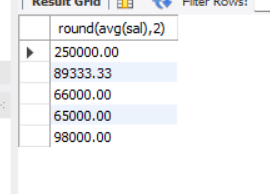 Result Grid Filter Rows:
round(avg(sal),2)
250000.00
89333.33
66000.00
65000.00
98000.00